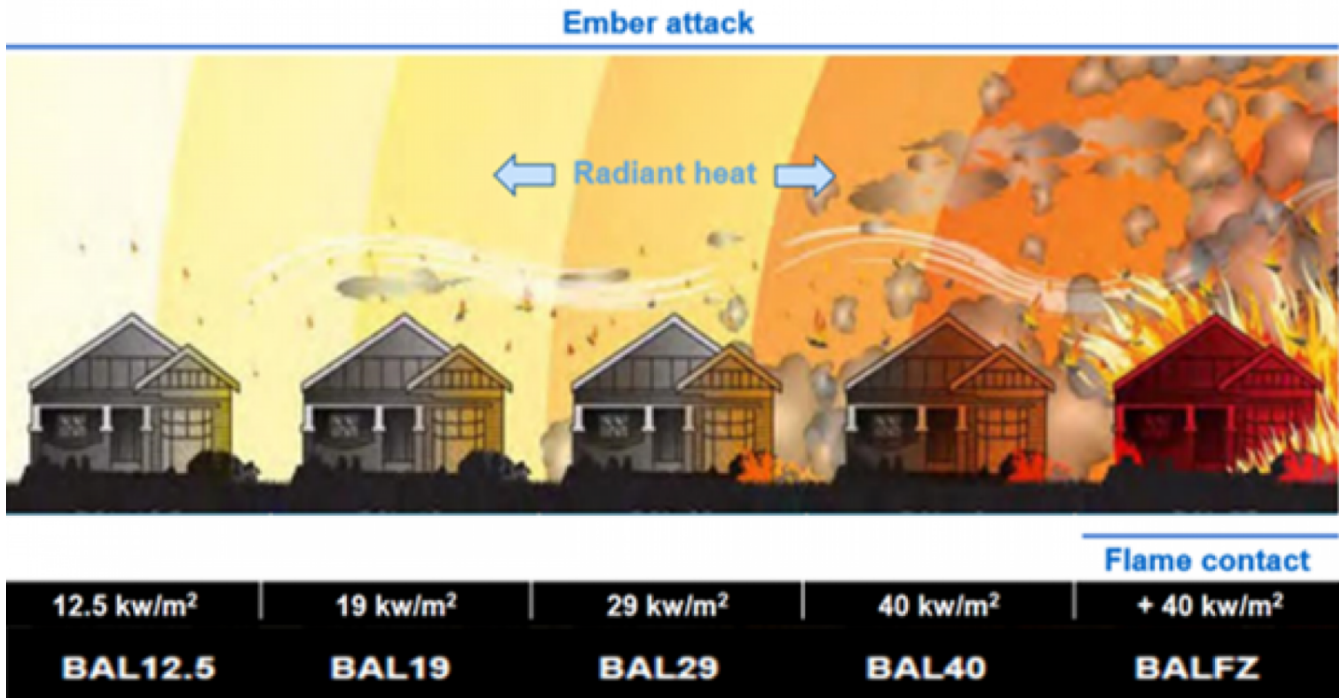 Ember attack
Radiant heat
Flame contact
12.5 kw/m² 19 kw/m² 29 kw/m² 40 kw/m² + 40 kw/m²
BAL12.5 BAL19 BAL29 BAL40 BALFZ